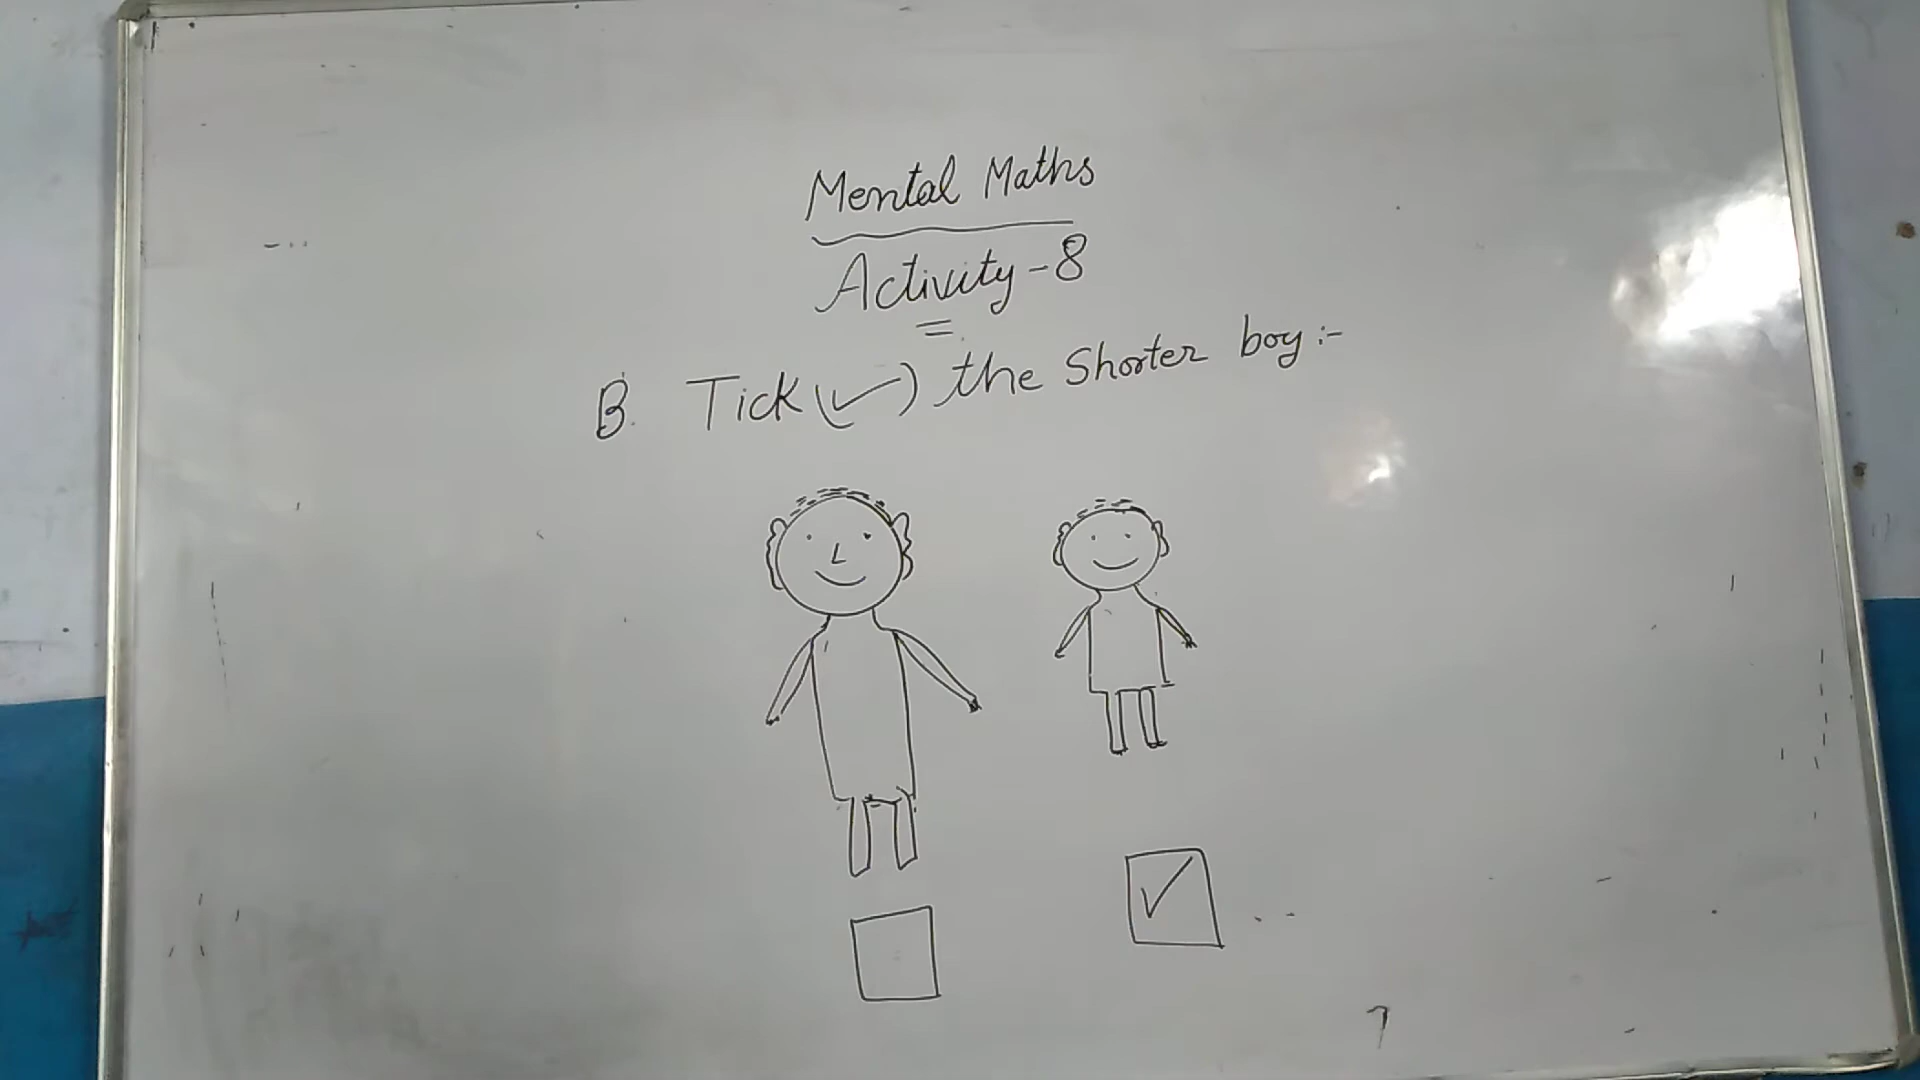 Mental Maths
Activity-8
B. Tick (✓) the Shorter boy:-